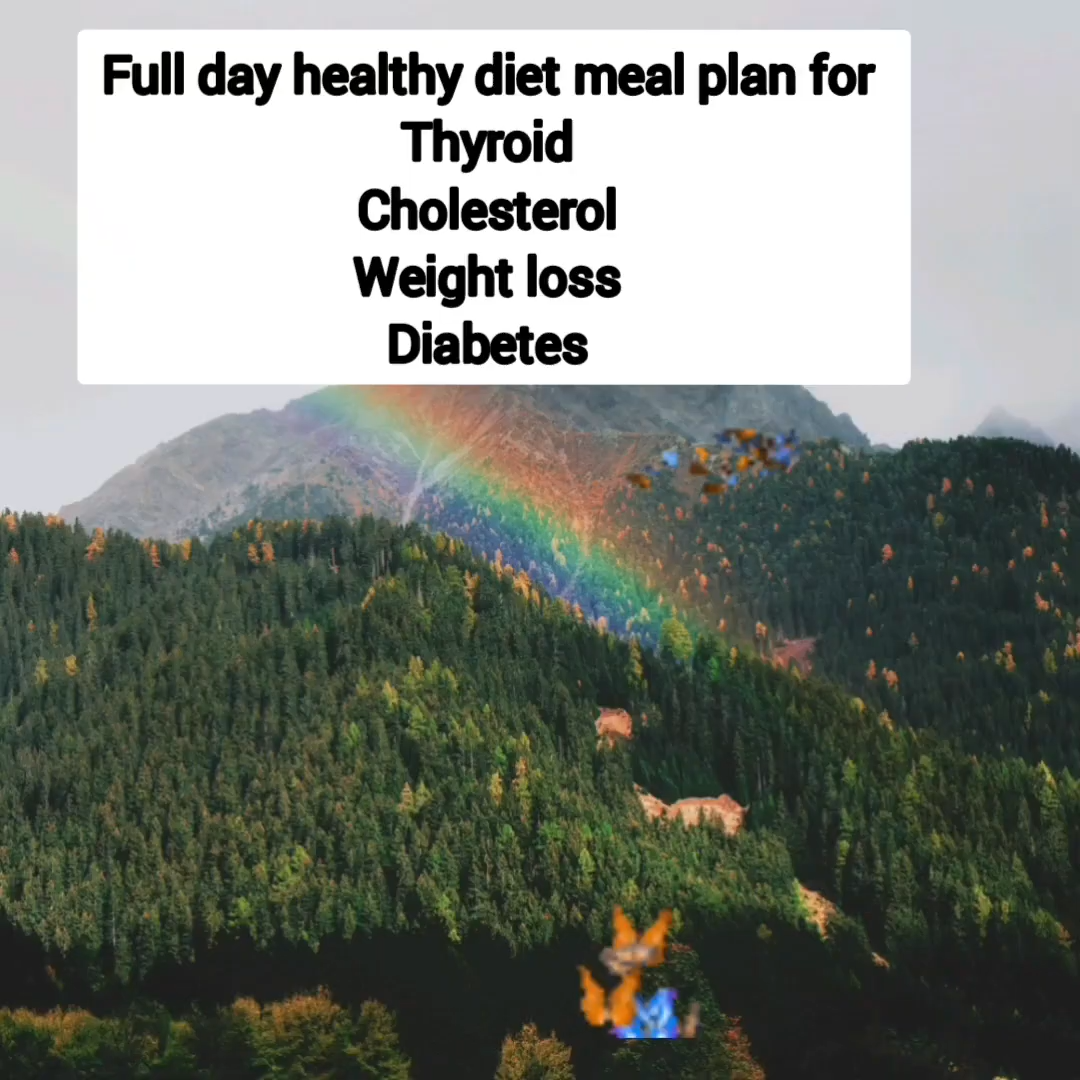 Full day healthy diet meal plan for
Thyroid
Cholesterol
Weight loss
Diabetes